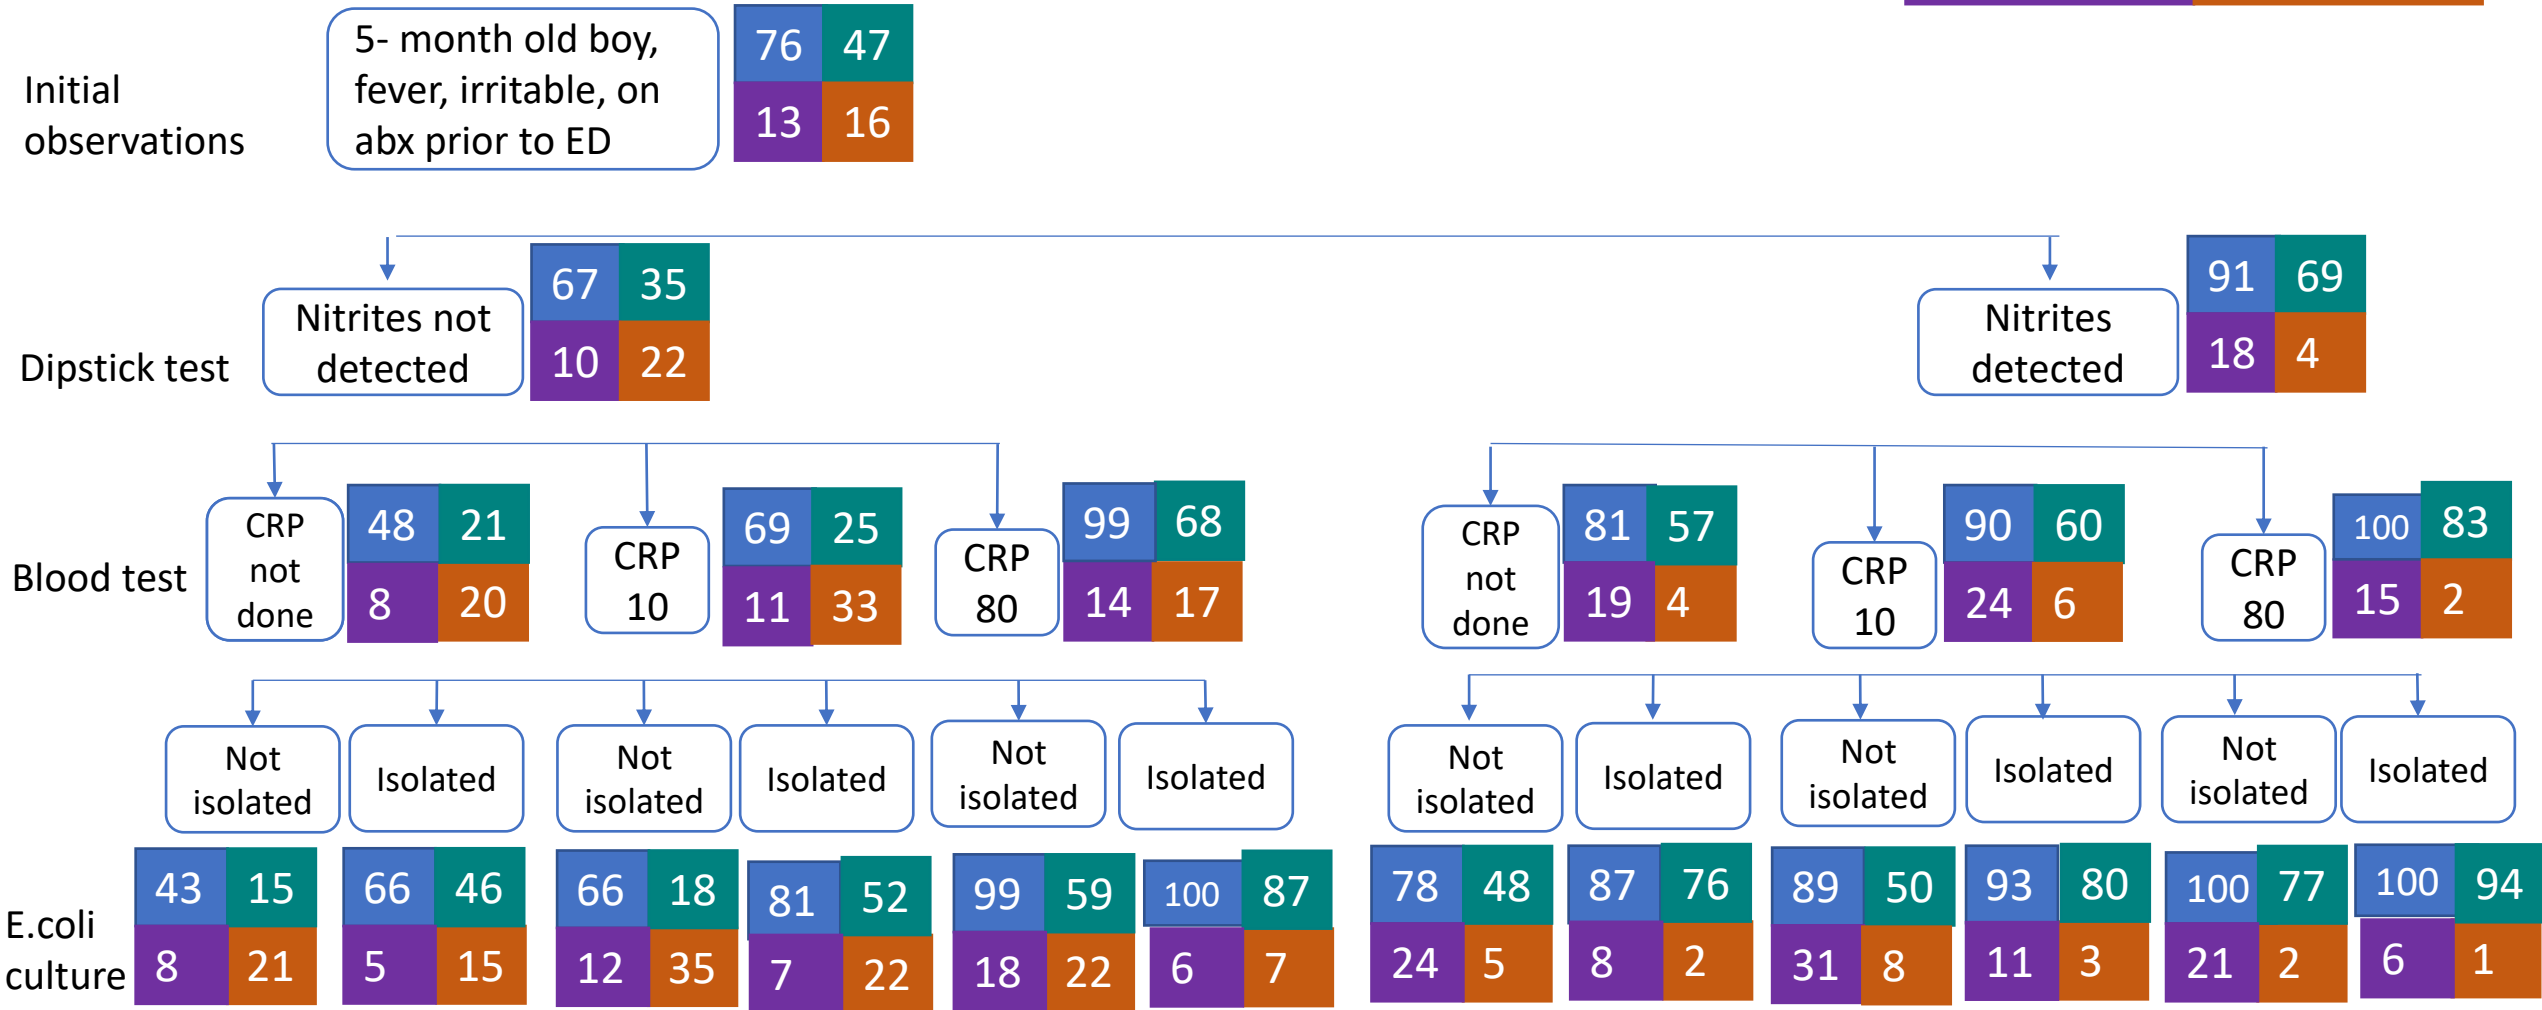 5- month old boy,
fever, irritable, on
abx prior to ED
76 47
13 16
Initial
observations
Nitrites not
detected
67 35
10 22
Nitrites
detected
91 69
18 4
Dipstick test
CRP
not
done
48 21
8 20
CRP
10
69 25
11 33
CRP
80
99 68
14 17
CRP
not
done
81 57
19 4
CRP
10
90 60
24 6
CRP
80
100 83
15 2
Blood test
Not
isolated
Isolated
Not
isolated
Isolated
Not
isolated
Isolated
Not
isolated
Isolated
Not
isolated
Isolated
Not
isolated
Isolated
E.coli
culture
43 15
8 21
66 46
5 15
66 18
12 35
81 52
7 22
99 59
18 22
100 87
6 7
78 48
24 5
87 76
8 2
89 50
31 8
93 80
11 3
100 77
21 2
100 94
6 1